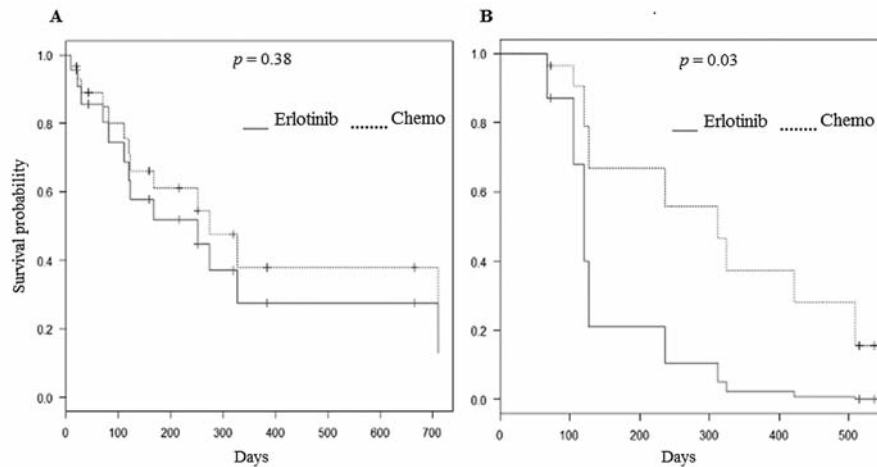 A
p = 0.38
Erlotinib Chemo
Survival probability
1.0
0.8
0.6
0.4
0.2
0.0
0 100 200 300 400 500 600 700
Days
B
p = 0.03
Erlotinib Chemo
1.0
0.8
0.6
0.4
0.2
0.0
0 100 200 300 400 500
Days